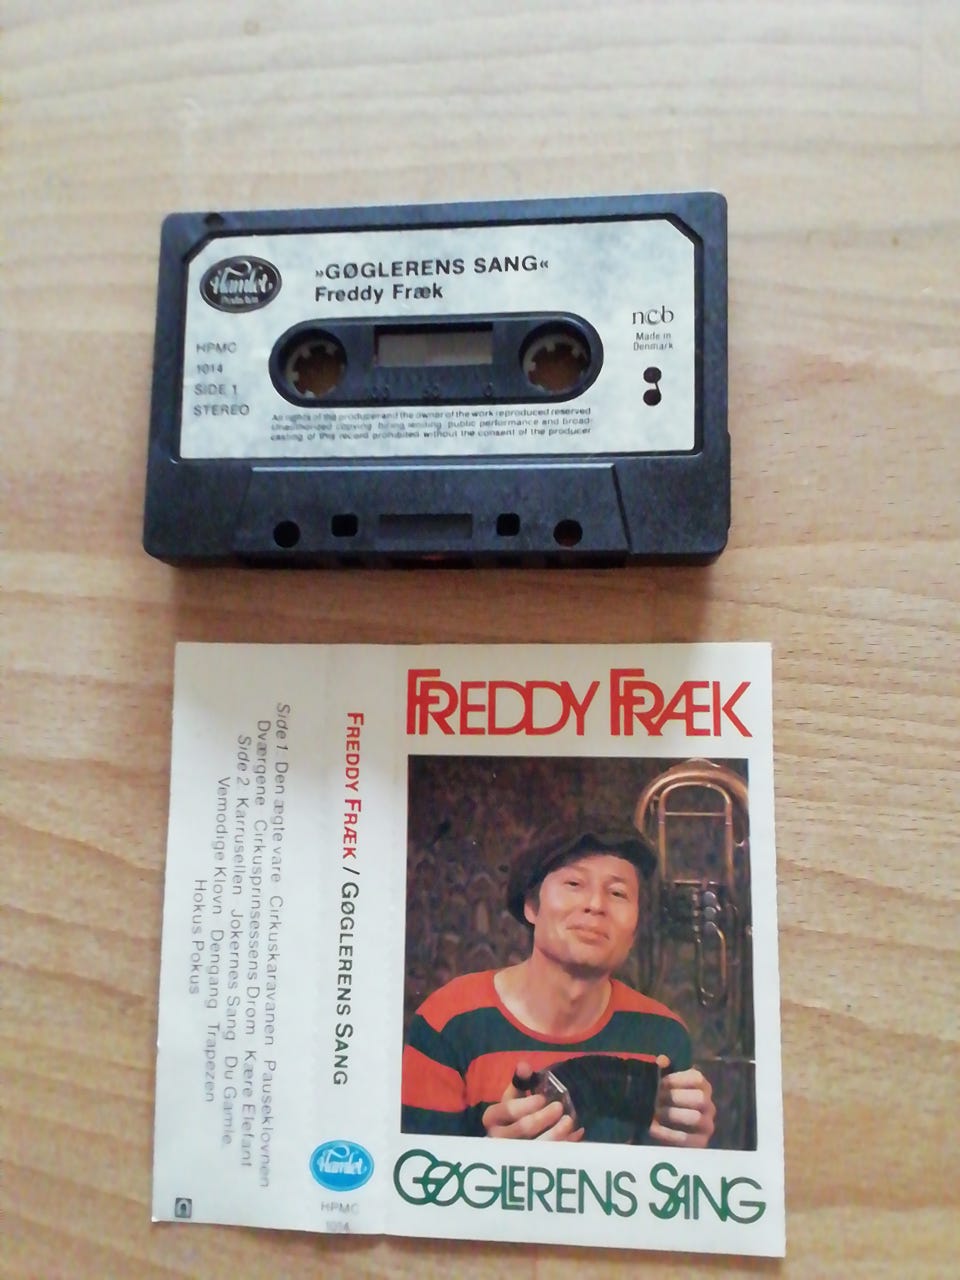 Hamlet
Production
»GØGLERENS SANG«
Freddy Fræk
ncb
Made in
Denmark
HPMC
1014
SIDE 1
STEREO
All rights of the producer and the owner of the work reproduced reserved
Unauthorized copying, hiring, lending, public performance and broad-
casting of this record prohibited without the consent of the producer
FREDDY FRÆK
GØGLERENS SANG
FREDDY FRÆK / GØGLERENS SANG
Hamlet
HPMC
1014
Side 1: Den ægte vare Cirkuskaravanen Pauseklovnen
Dværgene Cirkusprinsessens Drøm Kære Elefant
Side 2: Karrusellen Jokernes Sang Du Gamle,
Vemodige Klovn Dengang Trapezen
Hokus Pokus